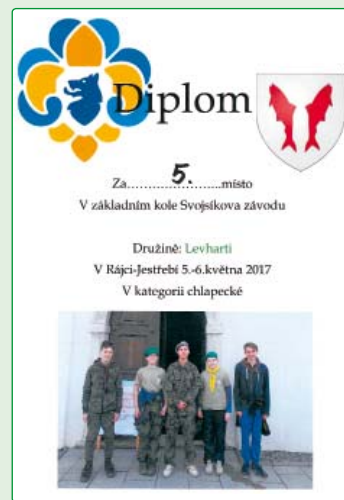 Diplom
Za..................5..................místo
V základním kole Svojsíkova závodu
Družině: Levharti
V Rájci-Jestřebí 5.-6.května 2017
V kategorii chlapecké